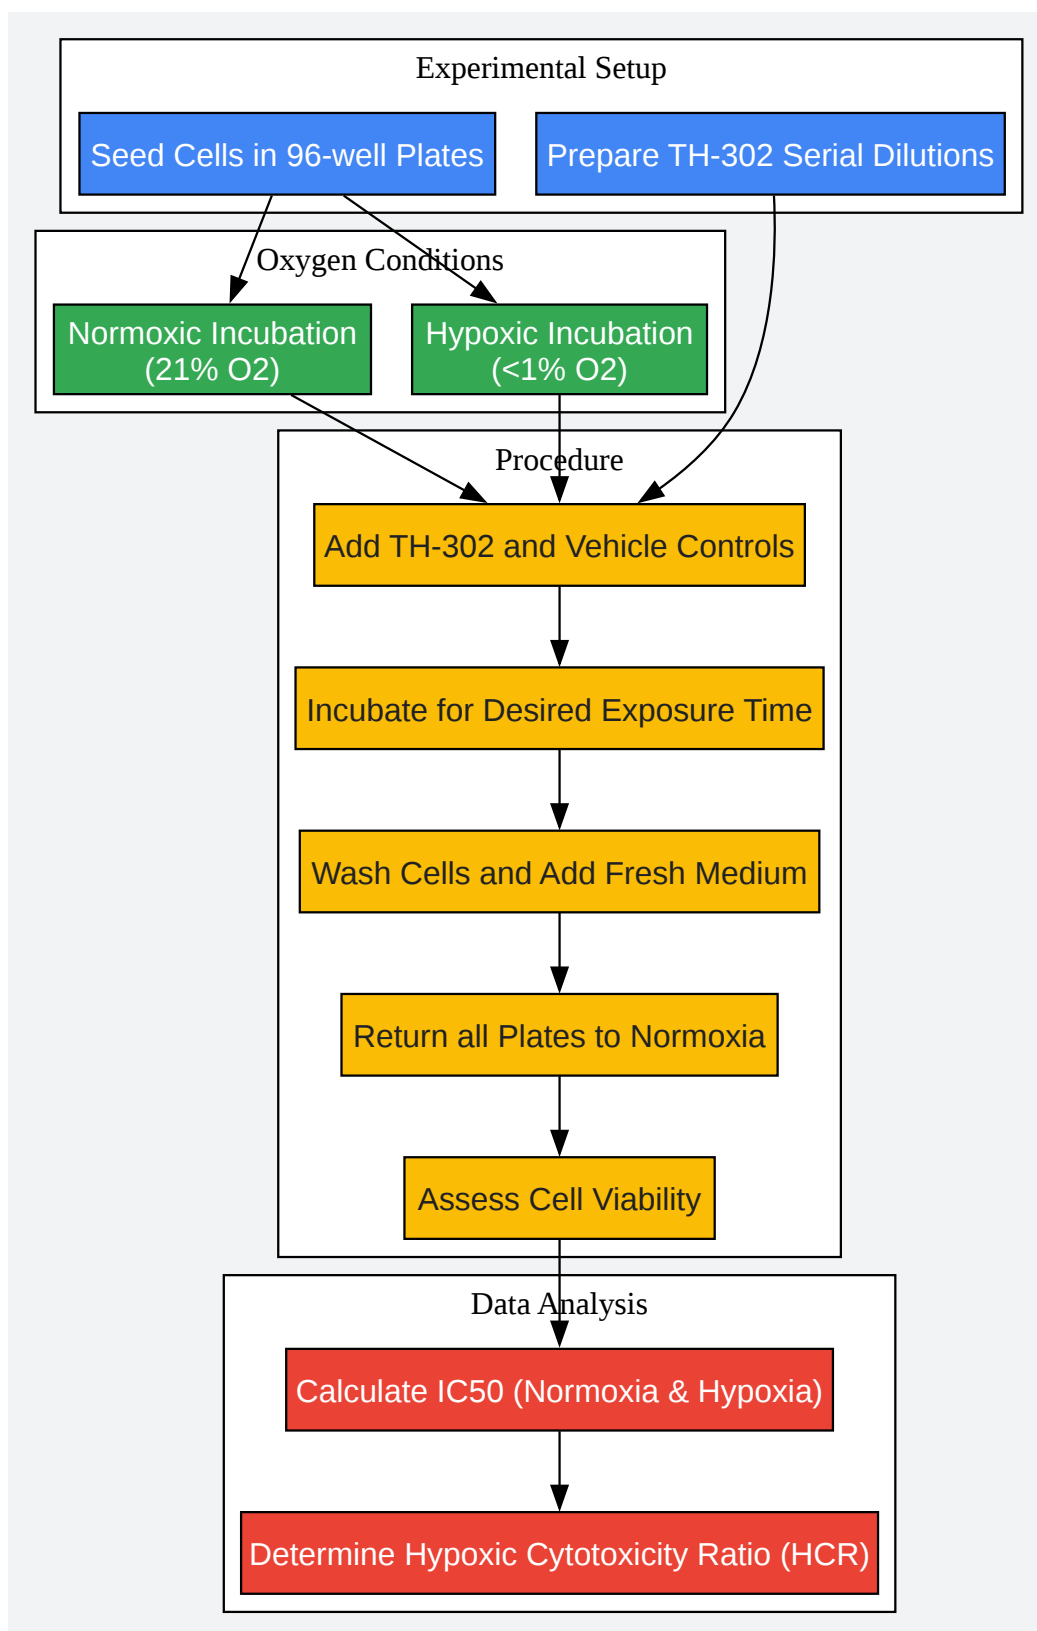 Experimental Setup
Seed Cells in 96-well Plates
Prepare TH-302 Serial Dilutions
Oxygen Conditions
Normoxic Incubation
(21% O2)
Hypoxic Incubation
(<1% O2)
Procedure
Add TH-302 and Vehicle Controls
Incubate for Desired Exposure Time
Wash Cells and Add Fresh Medium
Return all Plates to Normoxia
Assess Cell Viability
Data Analysis
Calculate IC50 (Normoxia & Hypoxia)
Determine Hypoxic Cytotoxicity Ratio (HCR)